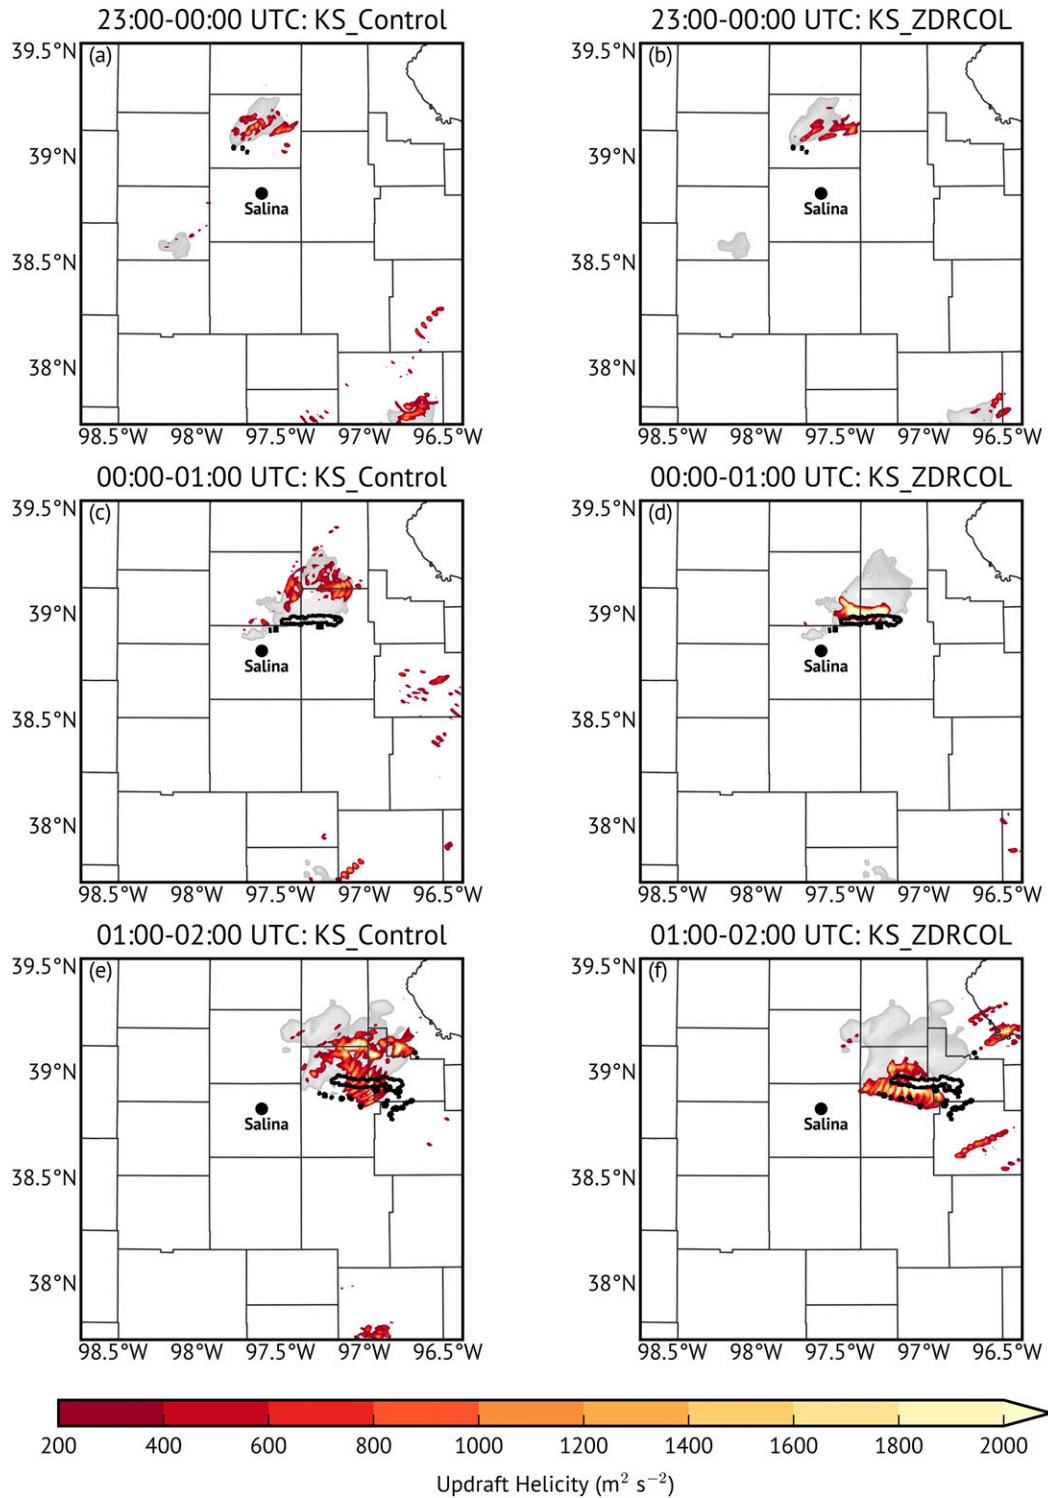 23:00-00:00 UTC: KS_Control
23:00-00:00 UTC: KS_ZDRCOL
39.5°N
(a)
39°N
Salina
38.5°N
38°N
98.5°W 98°W 97.5°W 97°W 96.5°W
39.5°N
(b)
39°N
Salina
38.5°N
38°N
98.5°W 98°W 97.5°W 97°W 96.5°W
00:00-01:00 UTC: KS_Control
00:00-01:00 UTC: KS_ZDRCOL
39.5°N
(c)
39°N
Salina
38.5°N
38°N
98.5°W 98°W 97.5°W 97°W 96.5°W
39.5°N
(d)
39°N
Salina
38.5°N
38°N
98.5°W 98°W 97.5°W 97°W 96.5°W
01:00-02:00 UTC: KS_Control
01:00-02:00 UTC: KS_ZDRCOL
39.5°N
(e)
39°N
Salina
38.5°N
38°N
98.5°W 98°W 97.5°W 97°W 96.5°W
39.5°N
(f)
39°N
Salina
38.5°N
38°N
98.5°W 98°W 97.5°W 97°W 96.5°W
200 400 600 800 1000 1200 1400 1600 1800 2000
Updraft Helicity (m² s⁻²)